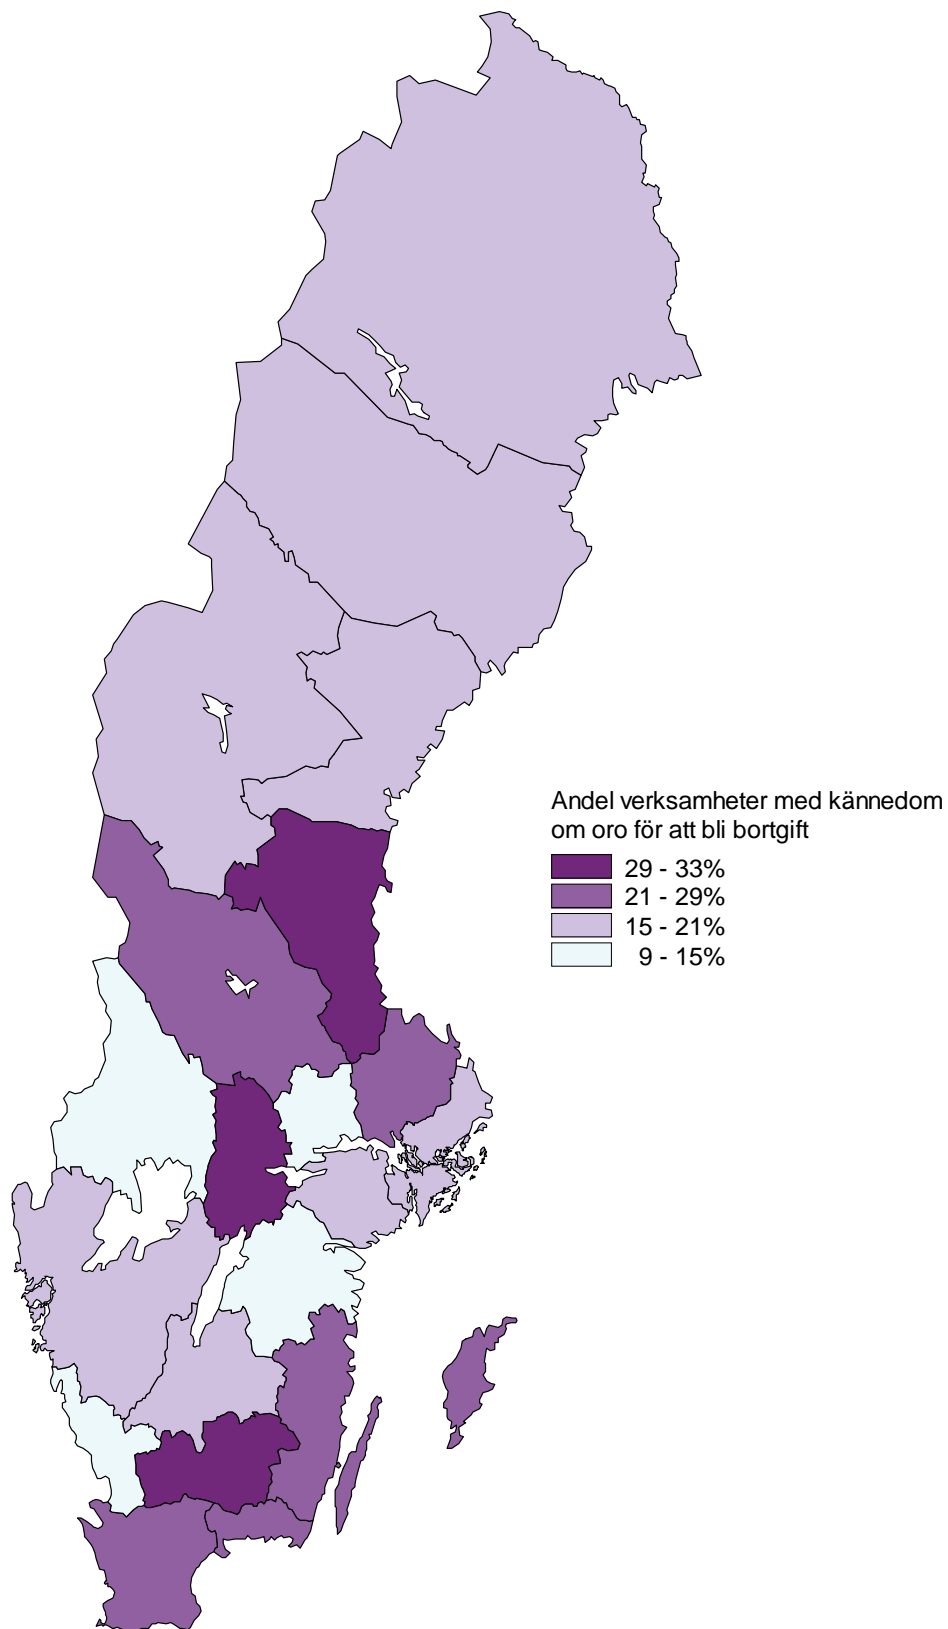 Andel verksamheter med kännedom
om oro för att bli bortgift
29 - 33%
21 - 29%
15 - 21%
9 - 15%